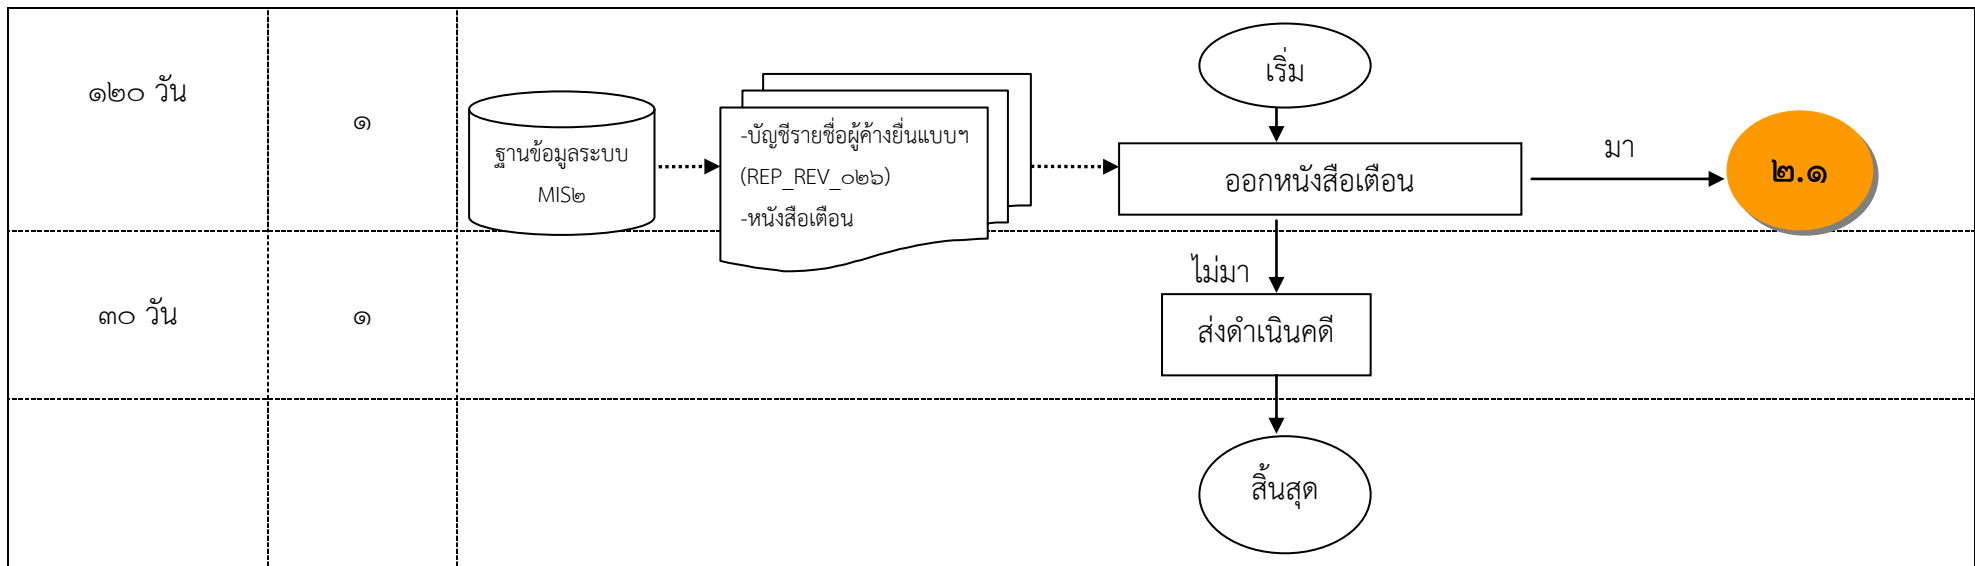 ๑๒๐ วัน
๑
ฐานข้อมูลระบบ
MIS๒
-บัญชีรายชื่อผู้ค้างยื่นแบบฯ
(REP_REV_๐๒๖)
-หนังสือเตือน
เริ่ม
ออกหนังสือเตือน
มา
๒.๑
ไม่มา
๓๐ วัน
๑
ส่งดำเนินคดี
สิ้นสุด